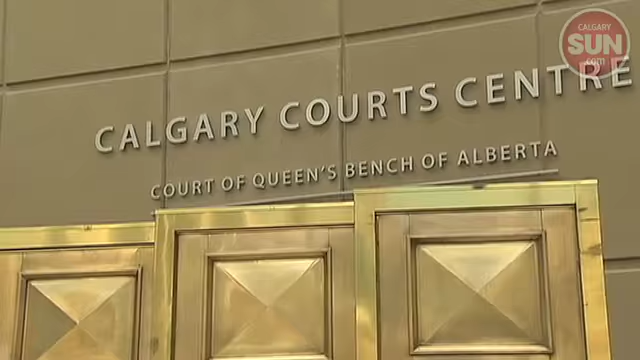 CALGARY
SUN
.com
CALGARY COURTS CENTRE
COURT OF QUEEN'S BENCH OF ALBERTA